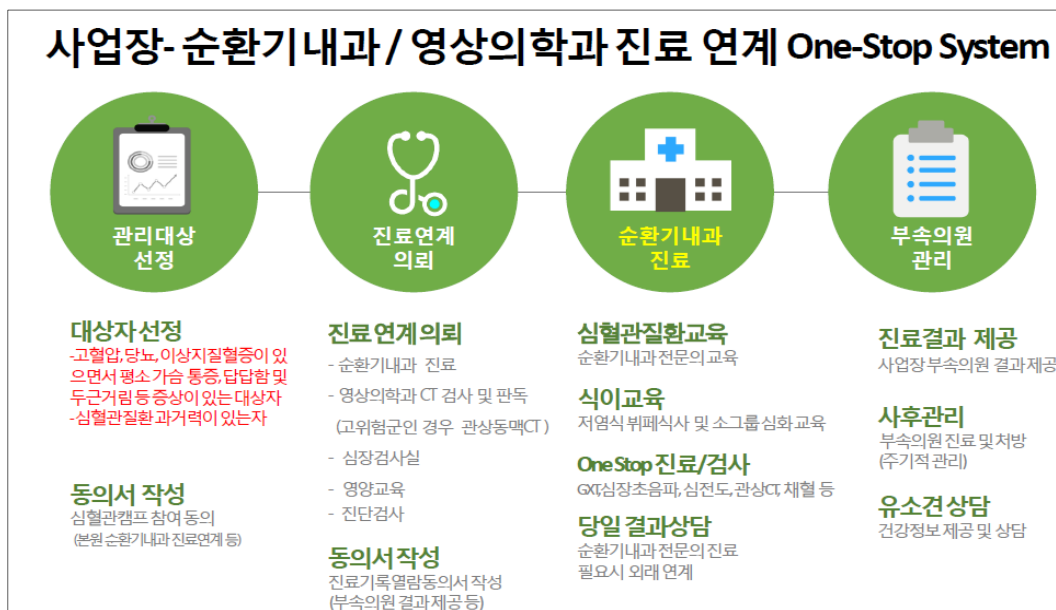 사업장- 순환기내과 / 영상의학과 진료 연계 One-Stop System
관리대상
선정
진료연계
의뢰
순환기내과
진료
부속의원
관리
대상자 선정
-고혈압, 당뇨, 이상지질혈증이 있
으면서 평소 가슴 통증, 답답함 및
두근거림 등 증상이 있는 대상자
-심혈관질환 과거력이 있는자
동의서 작성
심혈관캠프 참여 동의
(본원 순환기내과 진료연계 등)
진료 연계 의뢰
- 순환기내과 진료
- 영상의학과 CT 검사 및 판독
(고위험군인 경우 관상동맥CT )
- 심장검사실
- 영양교육
- 진단검사
동의서 작성
진료기록열람동의서 작성
(부속의원 결과 제공 등)
심혈관질환교육
순환기내과 전문의 교육
식이교육
저염식 뷔페식사 및 소그룹 심화 교육
One Stop 진료/검사
GXT, 심장초음파, 심전도, 관상CT, 채혈 등
당일 결과상담
순환기내과 전문의 진료
필요시 외래 연계
진료결과 제공
사업장 부속의원 결과 제공
사후관리
부속의원 진료 및 처방
(주기적 관리)
유소견 상담
건강정보 제공 및 상담